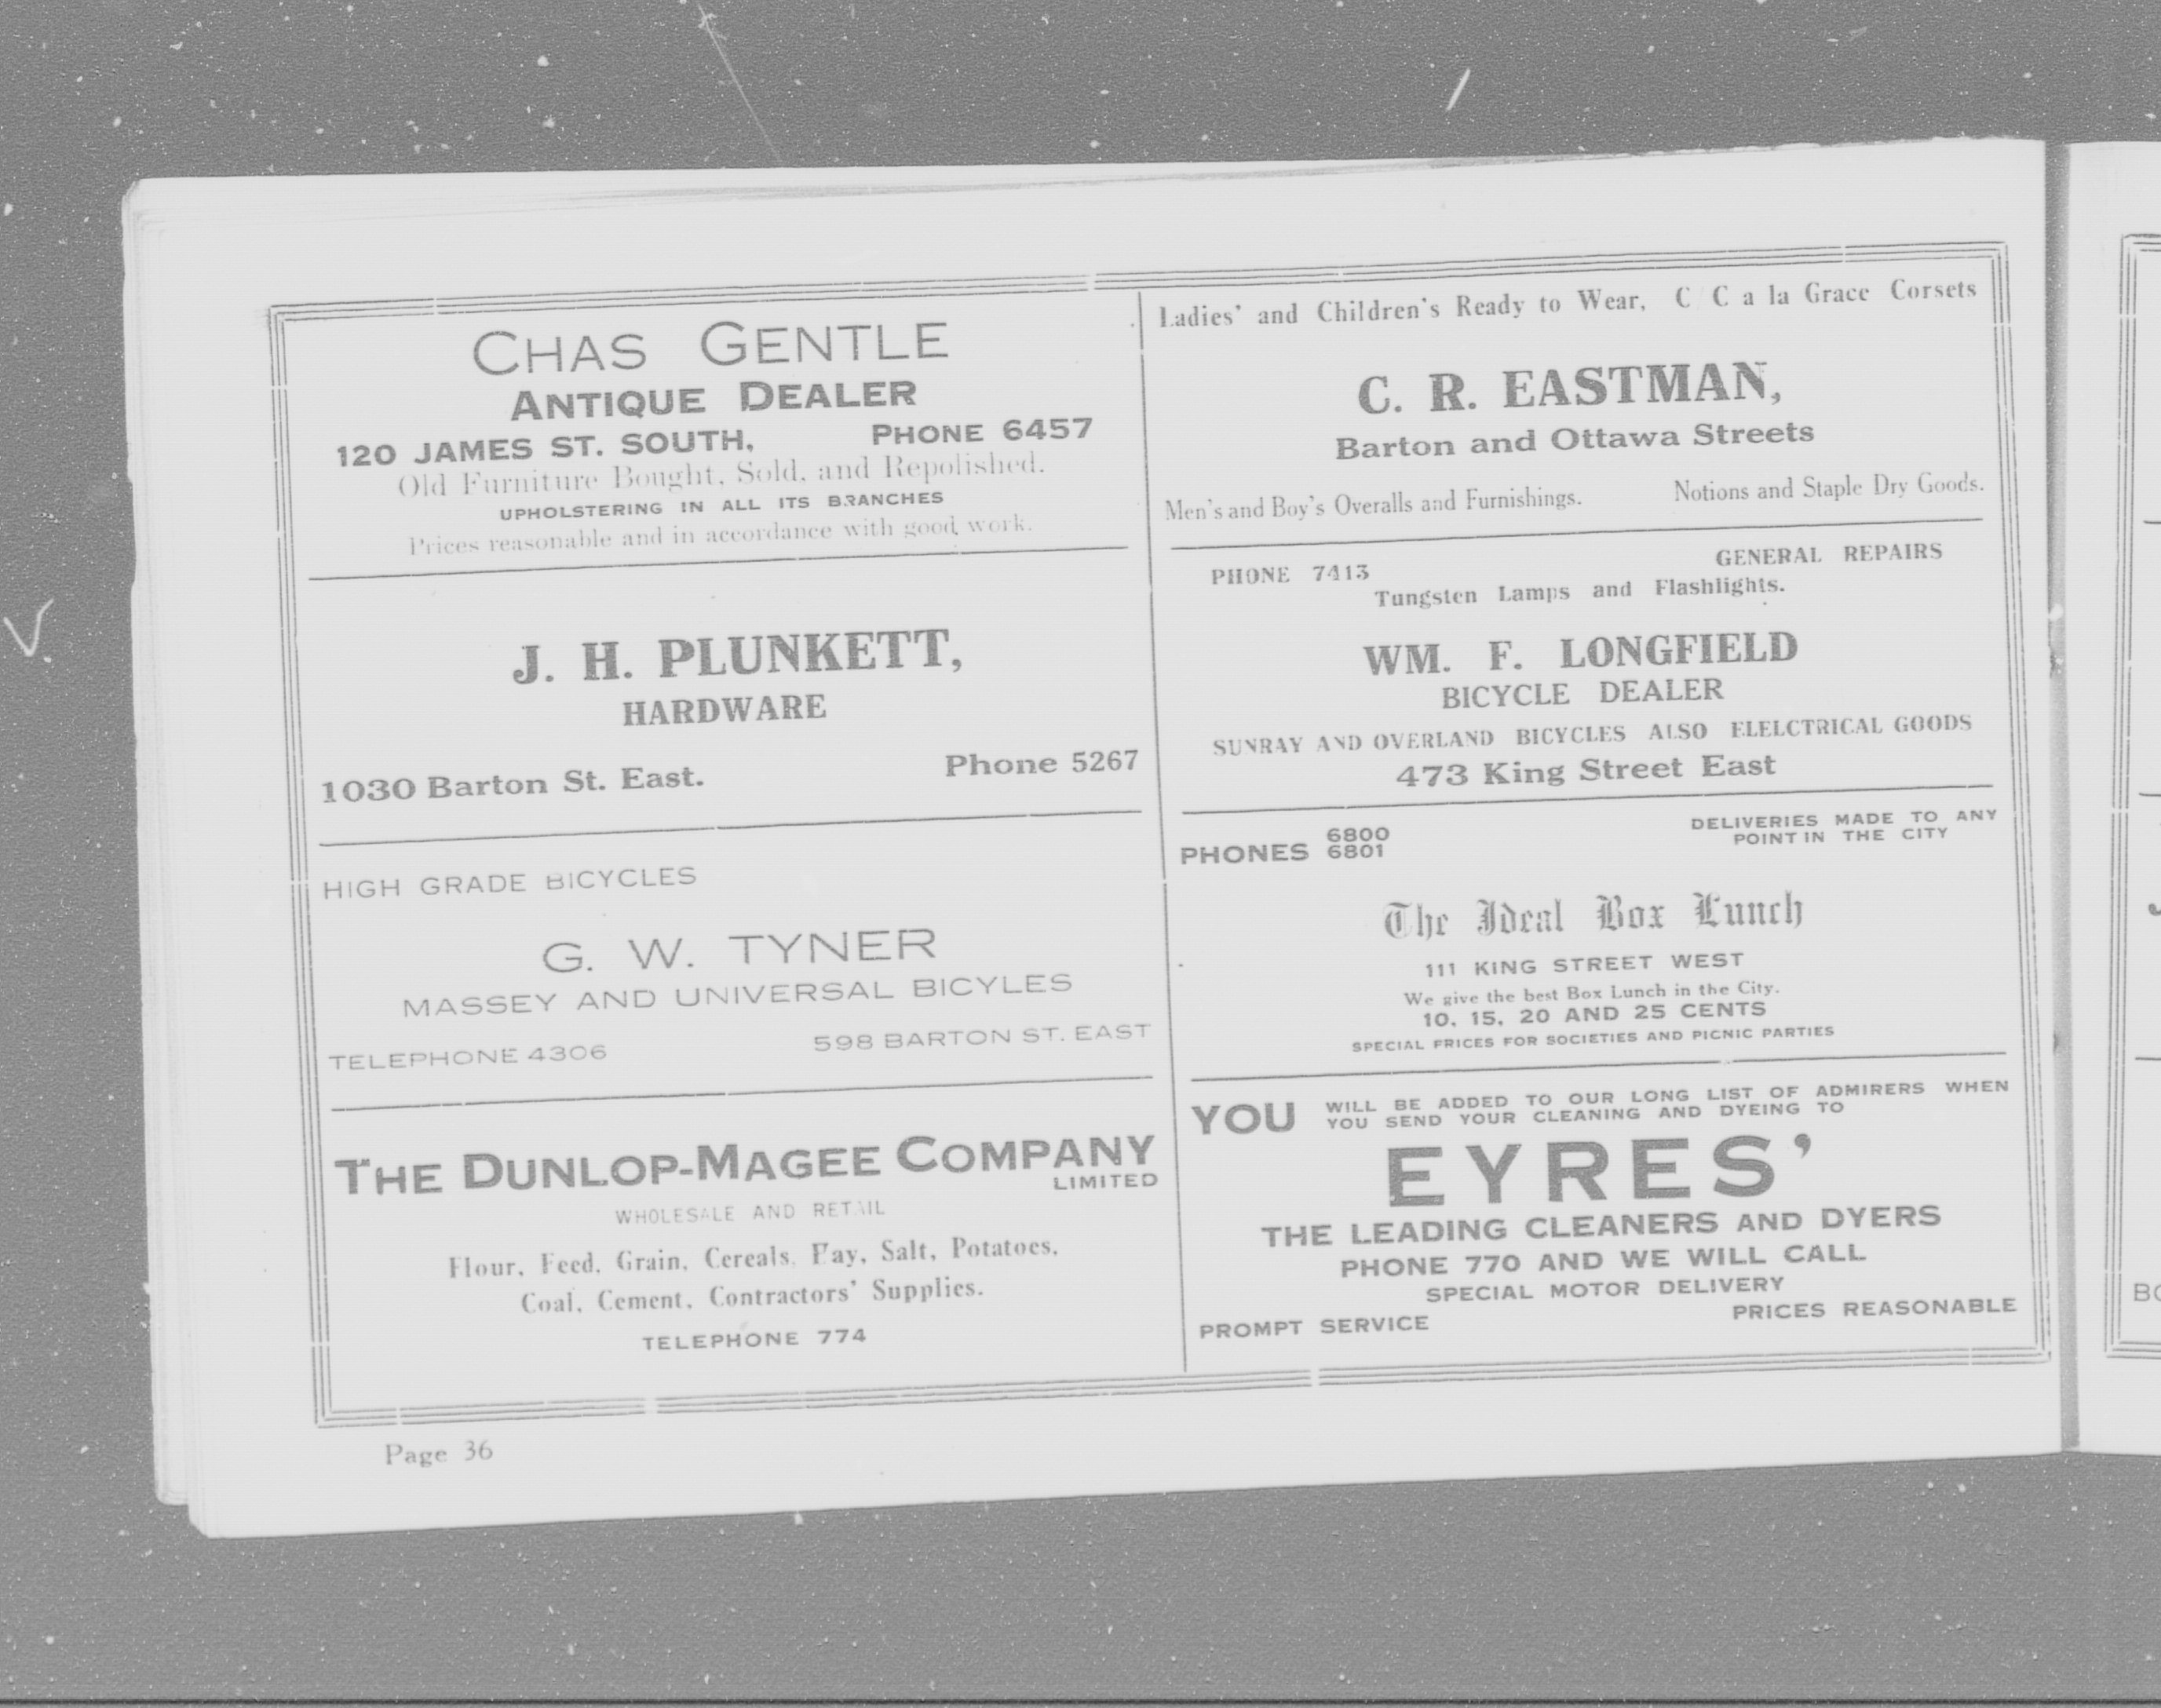 CHAS GENTLE
ANTIQUE DEALER
120 JAMES ST. SOUTH, PHONE 6457
Old Furniture Bought, Sold, and Repolished.
UPHOLSTERING IN ALL ITS BRANCHES
Prices reasonable and in accordance with good work.
J. H. PLUNKETT,
HARDWARE
1030 Barton St. East. Phone 5267
HIGH GRADE BICYCLES
G. W. TYNER
MASSEY AND UNIVERSAL BICYLES
TELEPHONE 4306 598 BARTON ST. EAST
THE DUNLOP-MAGEE COMPANY
LIMITED
WHOLESALE AND RETAIL
Flour, Feed, Grain, Cereals, Hay, Salt, Potatoes,
Coal, Cement, Contractors' Supplies.
TELEPHONE 774
Page 36
Ladies' and Children's Ready to Wear, C C a la Grace Corsets
C. R. EASTMAN,
Barton and Ottawa Streets
Men's and Boy's Overalls and Furnishings. Notions and Staple Dry Goods.
PHONE 7413 GENERAL REPAIRS
Tungsten Lamps and Flashlights.
WM. F. LONGFIELD
BICYCLE DEALER
SUNRAY AND OVERLAND BICYCLES ALSO ELELCTRICAL GOODS
473 King Street East
PHONES 6800 6801
DELIVERIES MADE TO ANY
POINT IN THE CITY
The Ideal Box Lunch
111 KING STREET WEST
We give the best Box Lunch in the City.
10, 15, 20 AND 25 CENTS
SPECIAL PRICES FOR SOCIETIES AND PICNIC PARTIES
YOU WILL BE ADDED TO OUR LONG LIST OF ADMIRERS WHEN
YOU SEND YOUR CLEANING AND DYEING TO
EYRES'
THE LEADING CLEANERS AND DYERS
PHONE 770 AND WE WILL CALL
SPECIAL MOTOR DELIVERY
PROMPT SERVICE PRICES REASONABLE